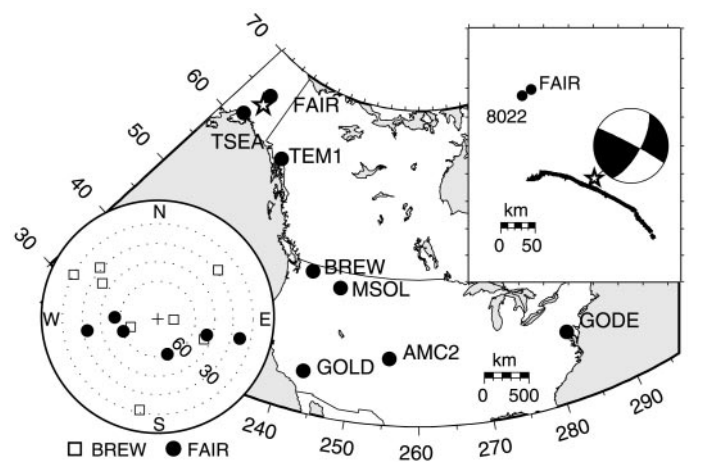 70
60
50
40
30
FAIR
TSEA
TEM1
BREW
MSOL
GODE
GOLD
AMC2
km
0 500
240
250
260
270
280
290
FAIR
8022
km
0 50
N
W
E
S
60
30
BREW
FAIR